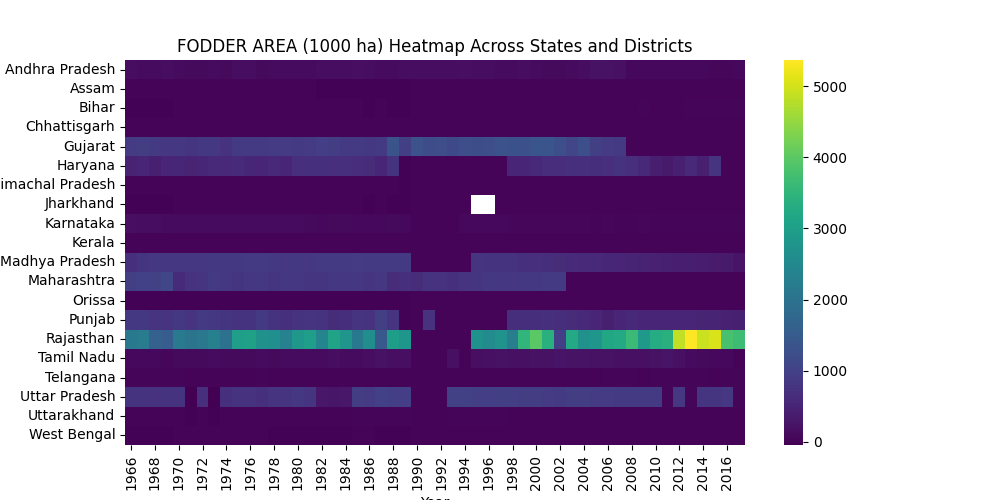 FODDER AREA (1000 ha) Heatmap Across States and Districts
Andhra Pradesh
Assam
Bihar
Chhattisgarh
Gujarat
Haryana
imachal Pradesh
Jharkhand
Karnataka
Kerala
Madhya Pradesh
Maharashtra
Orissa
Punjab
Rajasthan
Tamil Nadu
Telangana
Uttar Pradesh
Uttarakhand
West Bengal
1966 1968 1970 1972 1974 1976 1978 1980 1982 1984 1986 1988 1990 1992 1994 1996 1998 2000 2002 2004 2006 2008 2010 2012 2014 2016
Year
5000
4000
3000
2000
1000
0